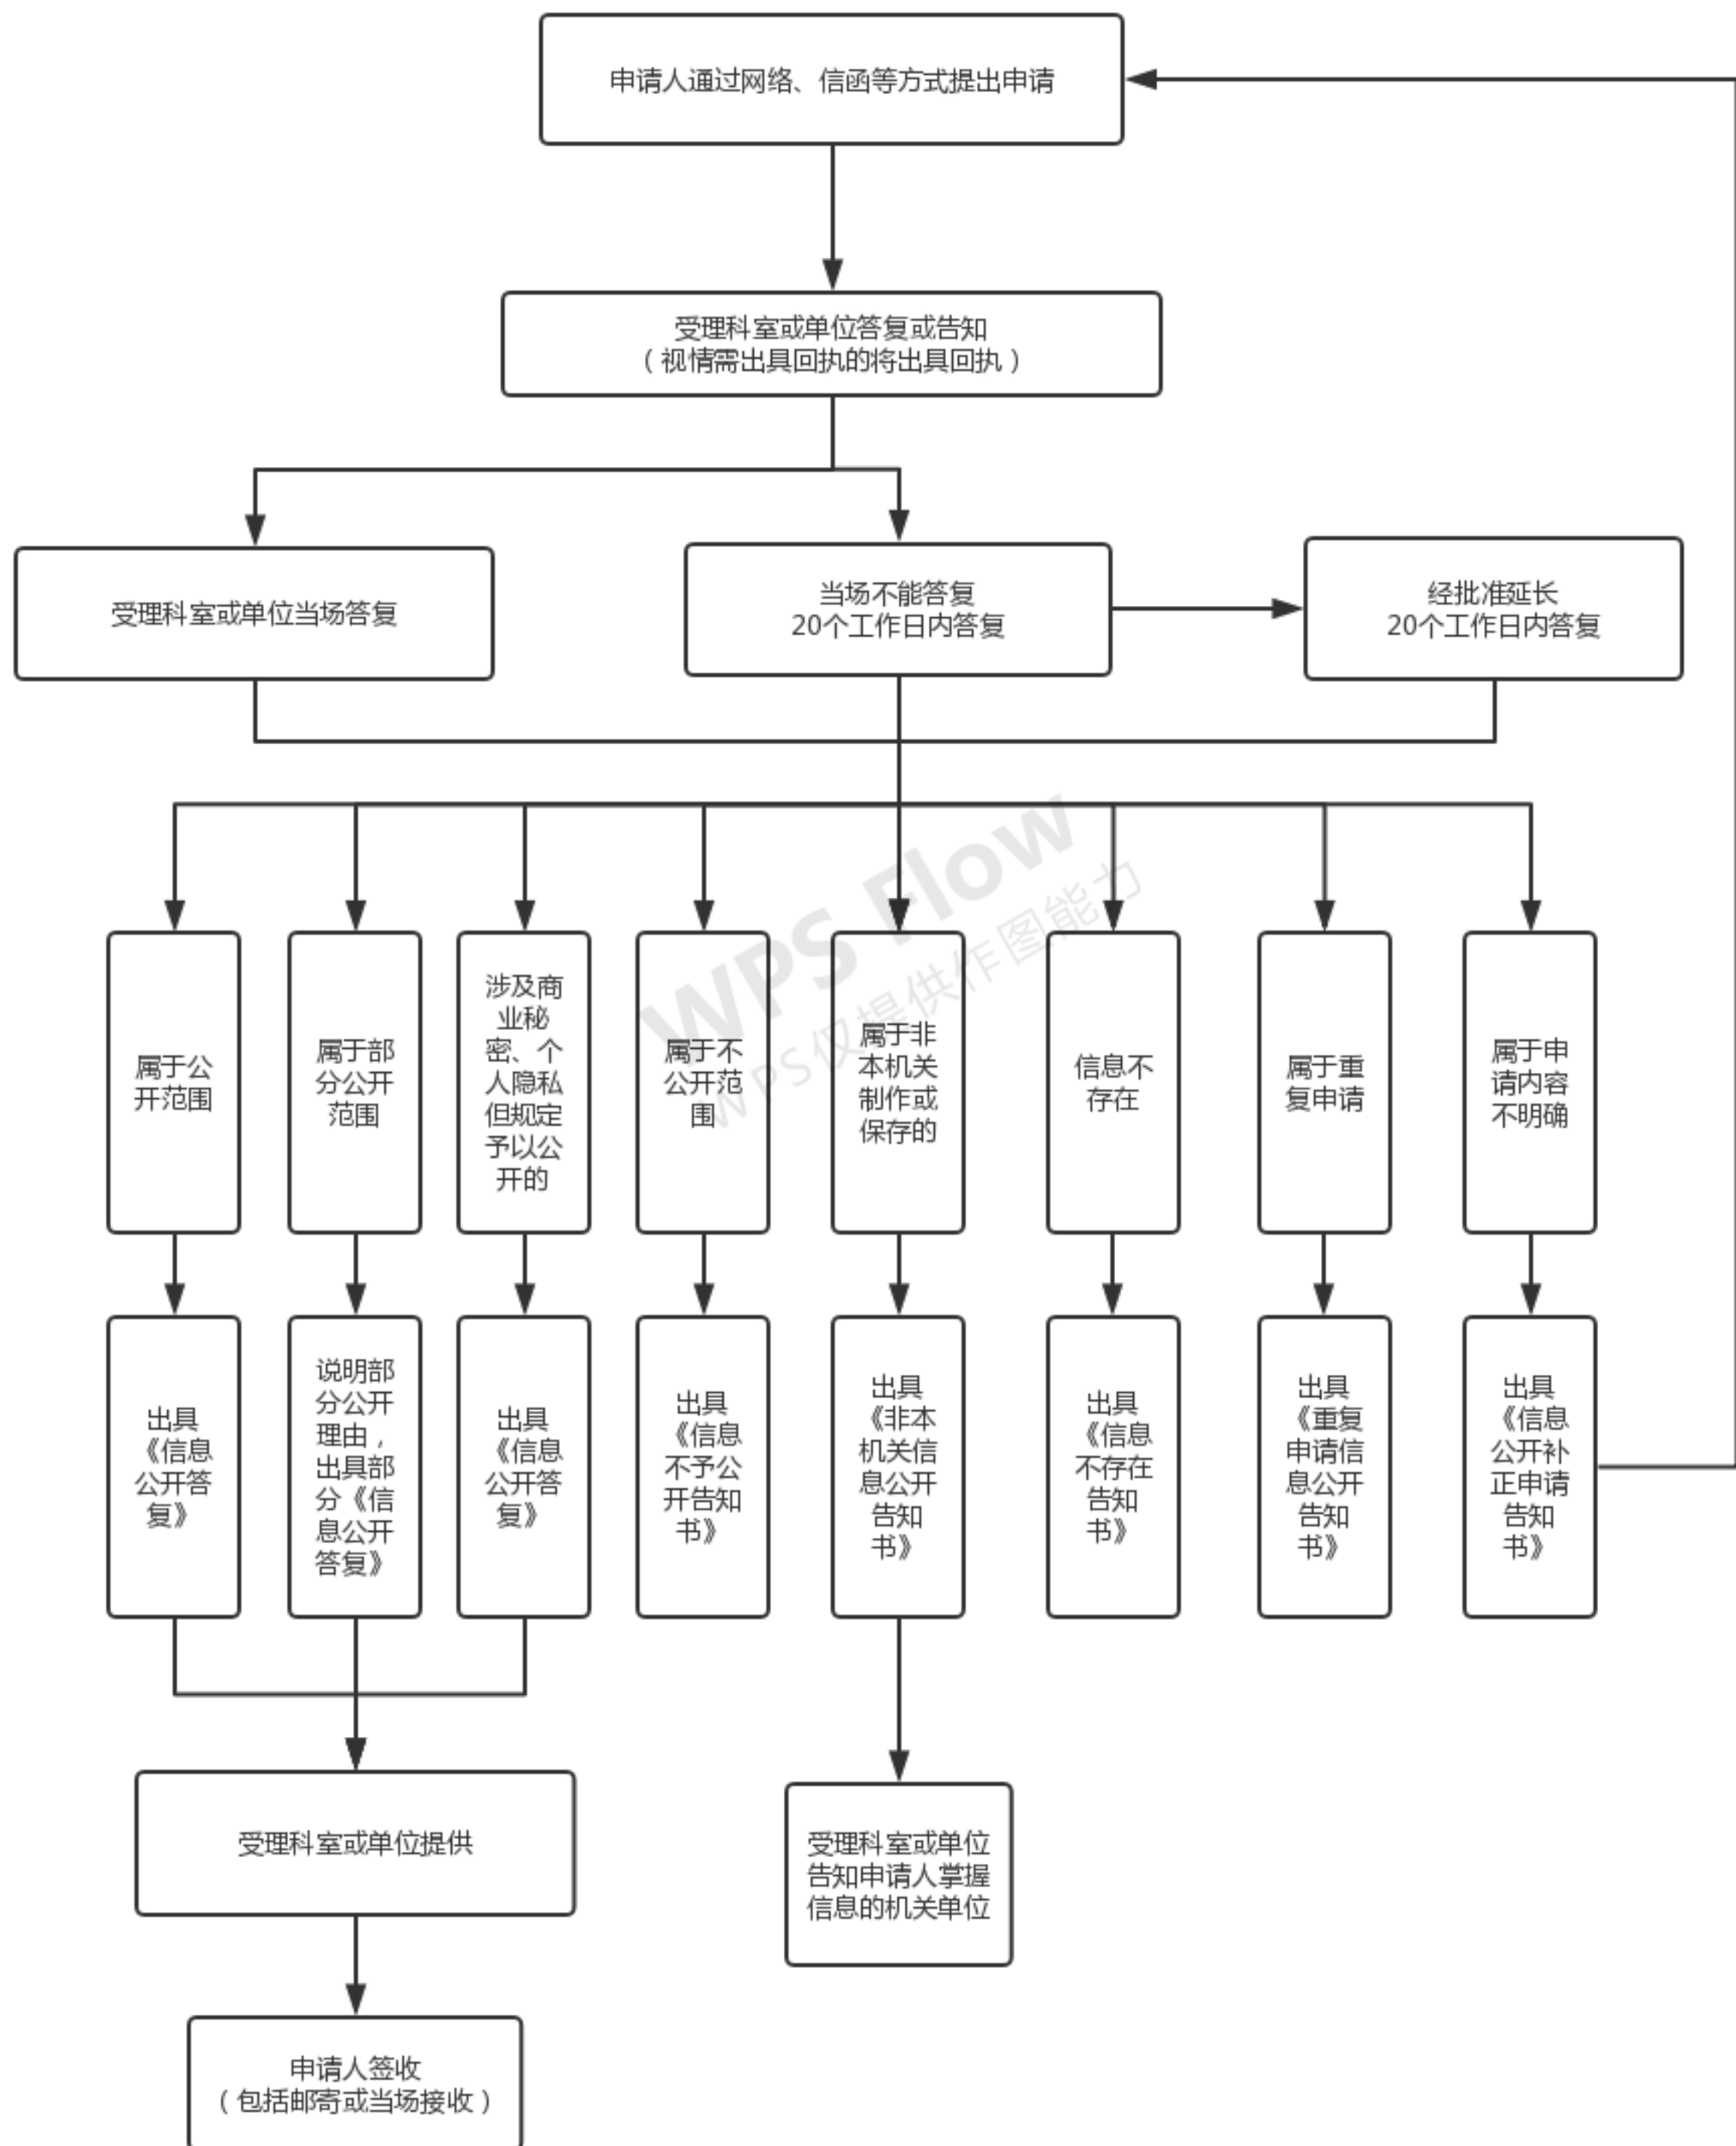 申请人通过网络、信函等方式提出申请
受理科室或单位答复或告知
（视情需出具回执的将出具回执）
受理科室或单位当场答复
当场不能答复
20个工作日内答复
经批准延长
20个工作日内答复
WPS Flow
WPS仅提供作图能力
属于公
开范围
属于部
分公开
范围
涉及商
业秘
密、个
人隐私
但规定
予以公
开的
属于不
公开范
围
属于非
本机关
制作或
保存的
信息不
存在
属于重
复申请
属于申
请内容
不明确
出具
《信息
公开答
复》
说明部
分公开
理由，
出具部
分《信
息公开
答复》
出具
《信息
公开答
复》
出具
《信息
不予公
开告知
书》
出具
《非本
机关信
息公开
告知
书》
出具
《信息
不存在
告知
书》
出具
《重复
申请信
息公开
告知
书》
出具
《信息
公开补
正申请
告知
书》
受理科室或单位提供
受理科室或单位
告知申请人掌握
信息的机关单位
申请人签收
（包括邮寄或当场接收）